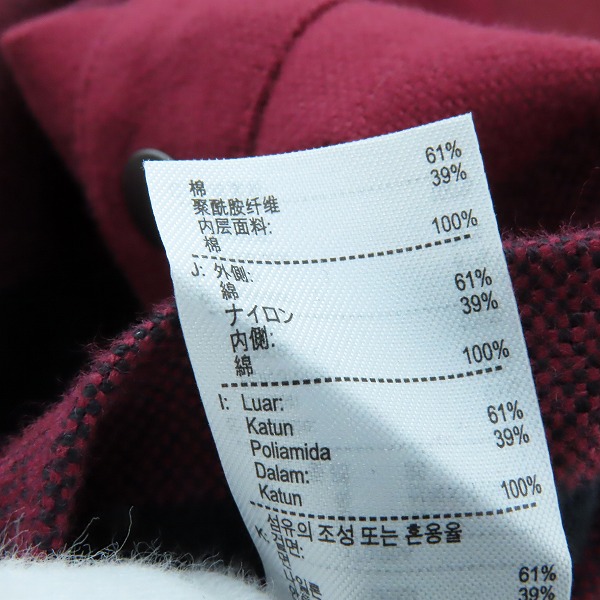 棉 61%
聚酰胺纤维 39%
内层面料:
棉 100%
J: 外側:
綿 61%
ナイロン 39%
内側:
綿 100%
I: Luar:
Katun 61%
Poliamida 39%
Dalam:
Katun 100%
K: 섬유의 조성 또는 혼용율
61%
39%